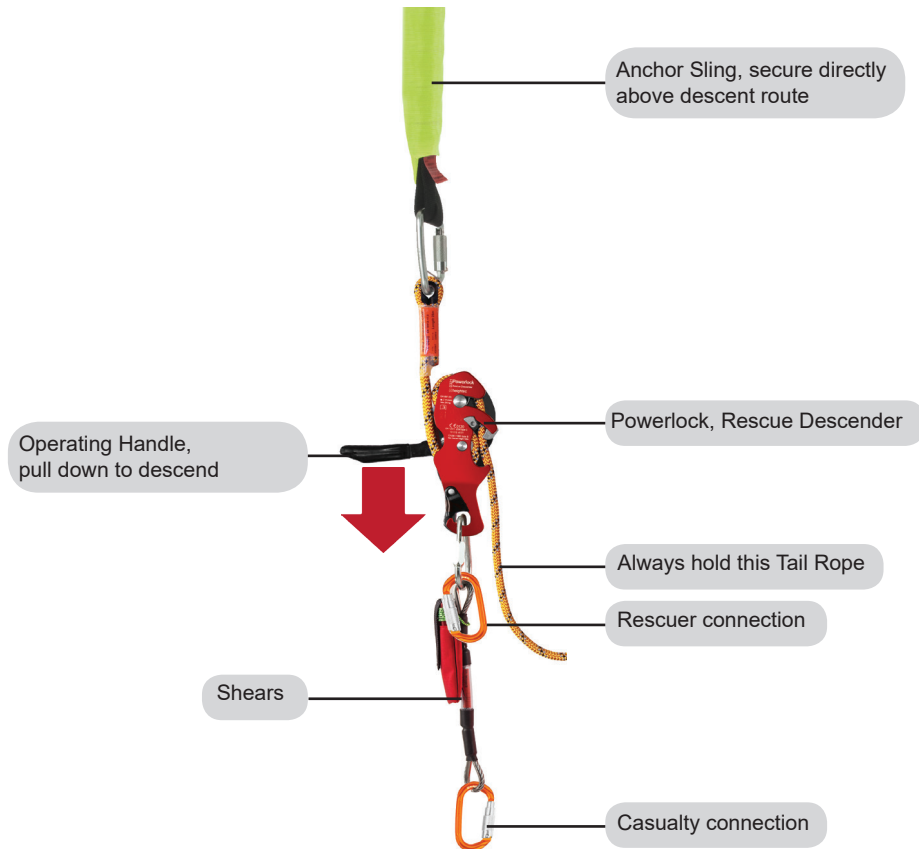 Anchor Sling, secure directly
above descent route
Powerlock
Powerlock, Rescue Descender
Operating Handle,
pull down to descend
Always hold this Tail Rope
Rescuer connection
Shears
Casualty connection